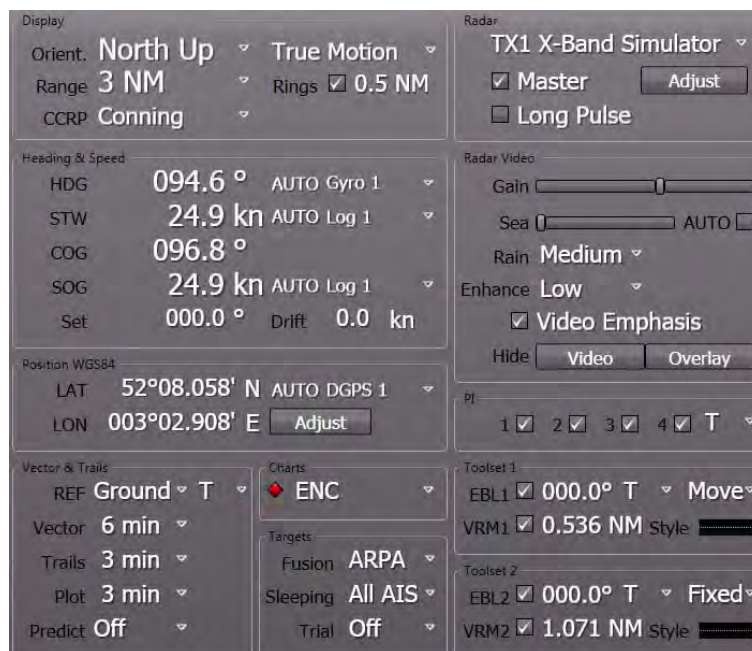 Display
Orient. North Up True Motion
Range 3 NM Rings 0.5 NM
CCRP Conning
Heading & Speed
HDG 094.6 ° AUTO Gyro 1
STW 24.9 kn AUTO Log 1
COG 096.8 °
SOG 24.9 kn AUTO Log 1
Set 000.0 ° Drift 0.0 kn
Position WGS84
LAT 52°08.058' N AUTO DGPS 1
LON 003°02.908' E Adjust
Vector & Trails
REF Ground T
Vector 6 min
Trails 3 min
Plot 3 min
Predict Off
Charts
ENC
Targets
Fusion ARPA
Sleeping All AIS
Trial Off
Radar
TX1 X-Band Simulator
Master Adjust
Long Pulse
Radar Video
Gain
Sea AUTO
Rain Medium
Enhance Low
Video Emphasis
Hide Video Overlay
PI
1 2 3 4 T
Toolset 1
EBL1 000.0° T Move
VRM1 0.536 NM Style
Toolset 2
EBL2 000.0° T Fixed
VRM2 1.071 NM Style